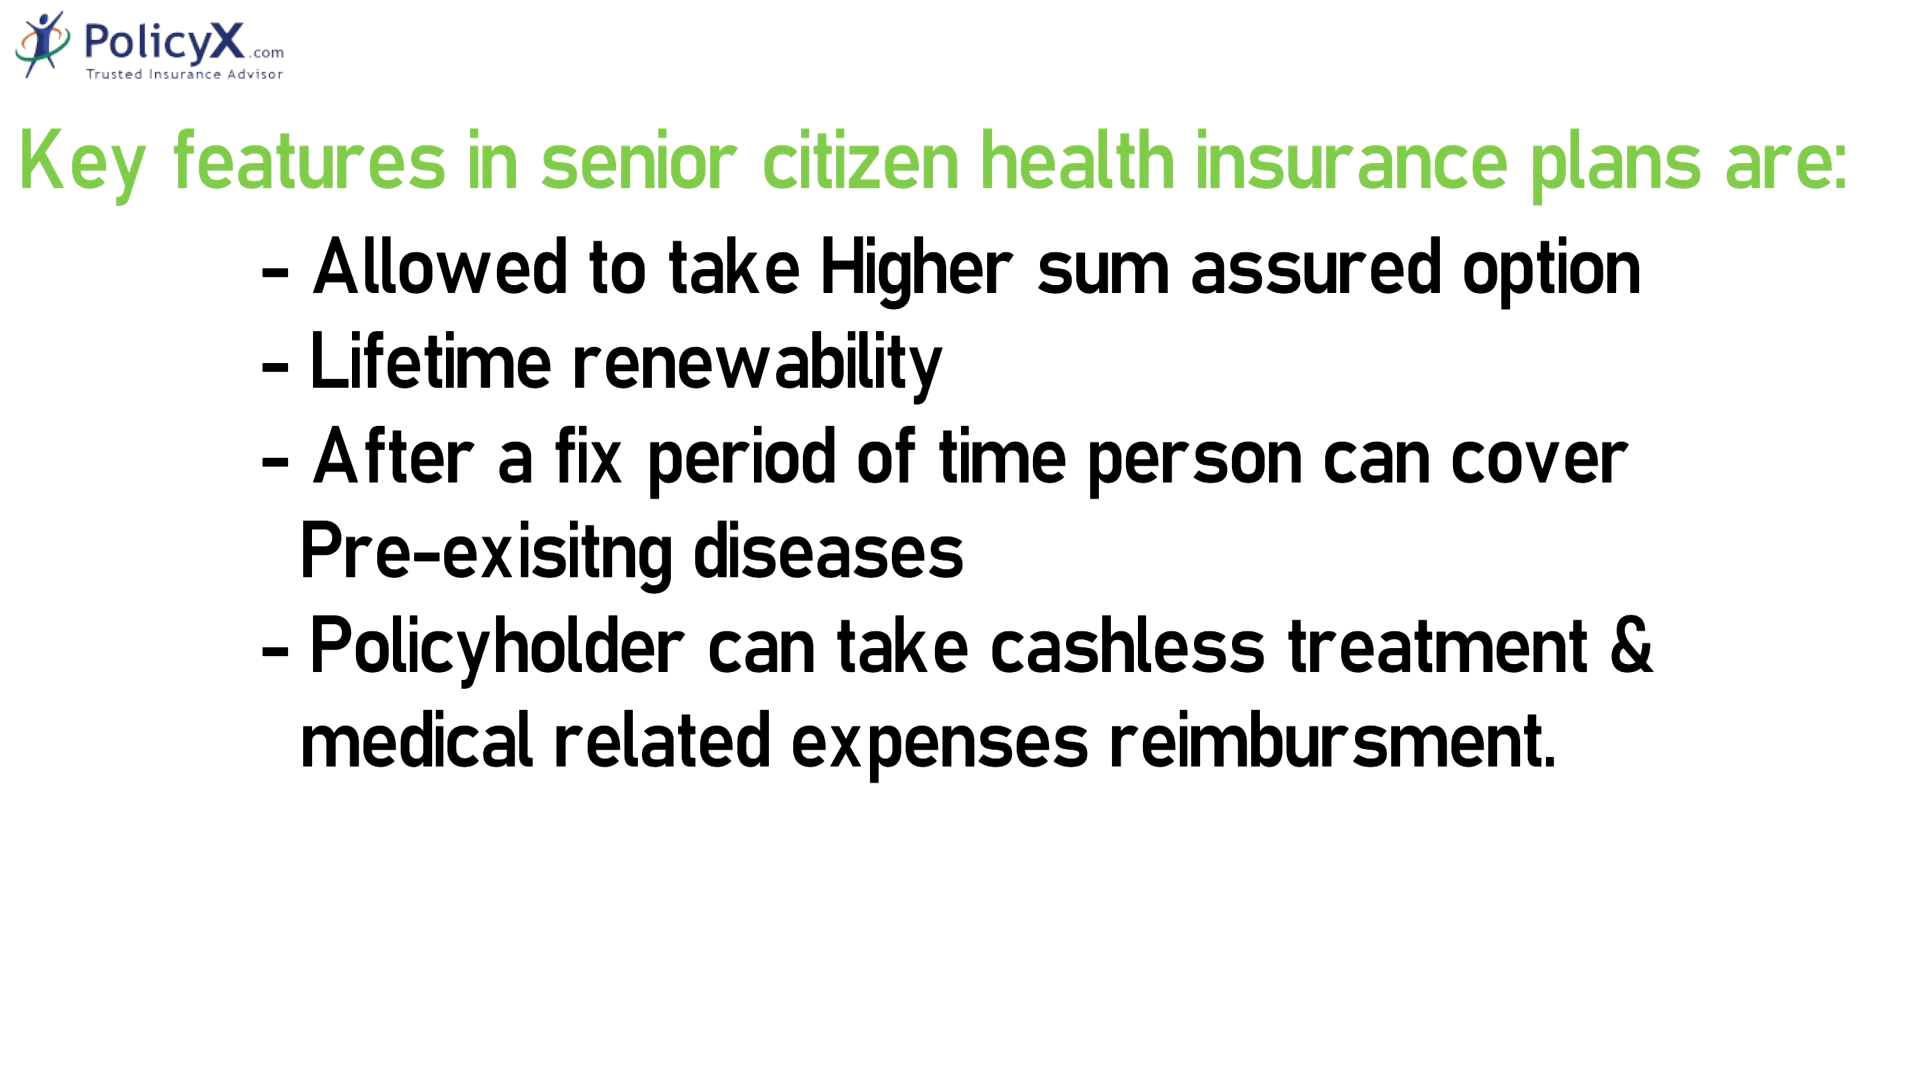 PolicyX.com
Trusted Insurance Advisor
Key features in senior citizen health insurance plans are:
- Allowed to take Higher sum assured option
- Lifetime renewability
- After a fix period of time person can cover
Pre-exisitng diseases
- Policyholder can take cashless treatment &
medical related expenses reimbursment.